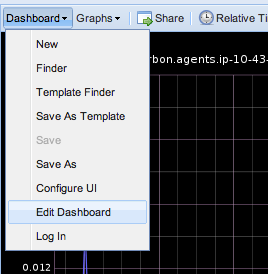 Dashboard Graphs Share Relative Ti
New
rbon.agents.ip-10-43-
Finder
Template Finder
Save As Template
Save
Save As
Configure UI
Edit Dashboard
Log In
0.012